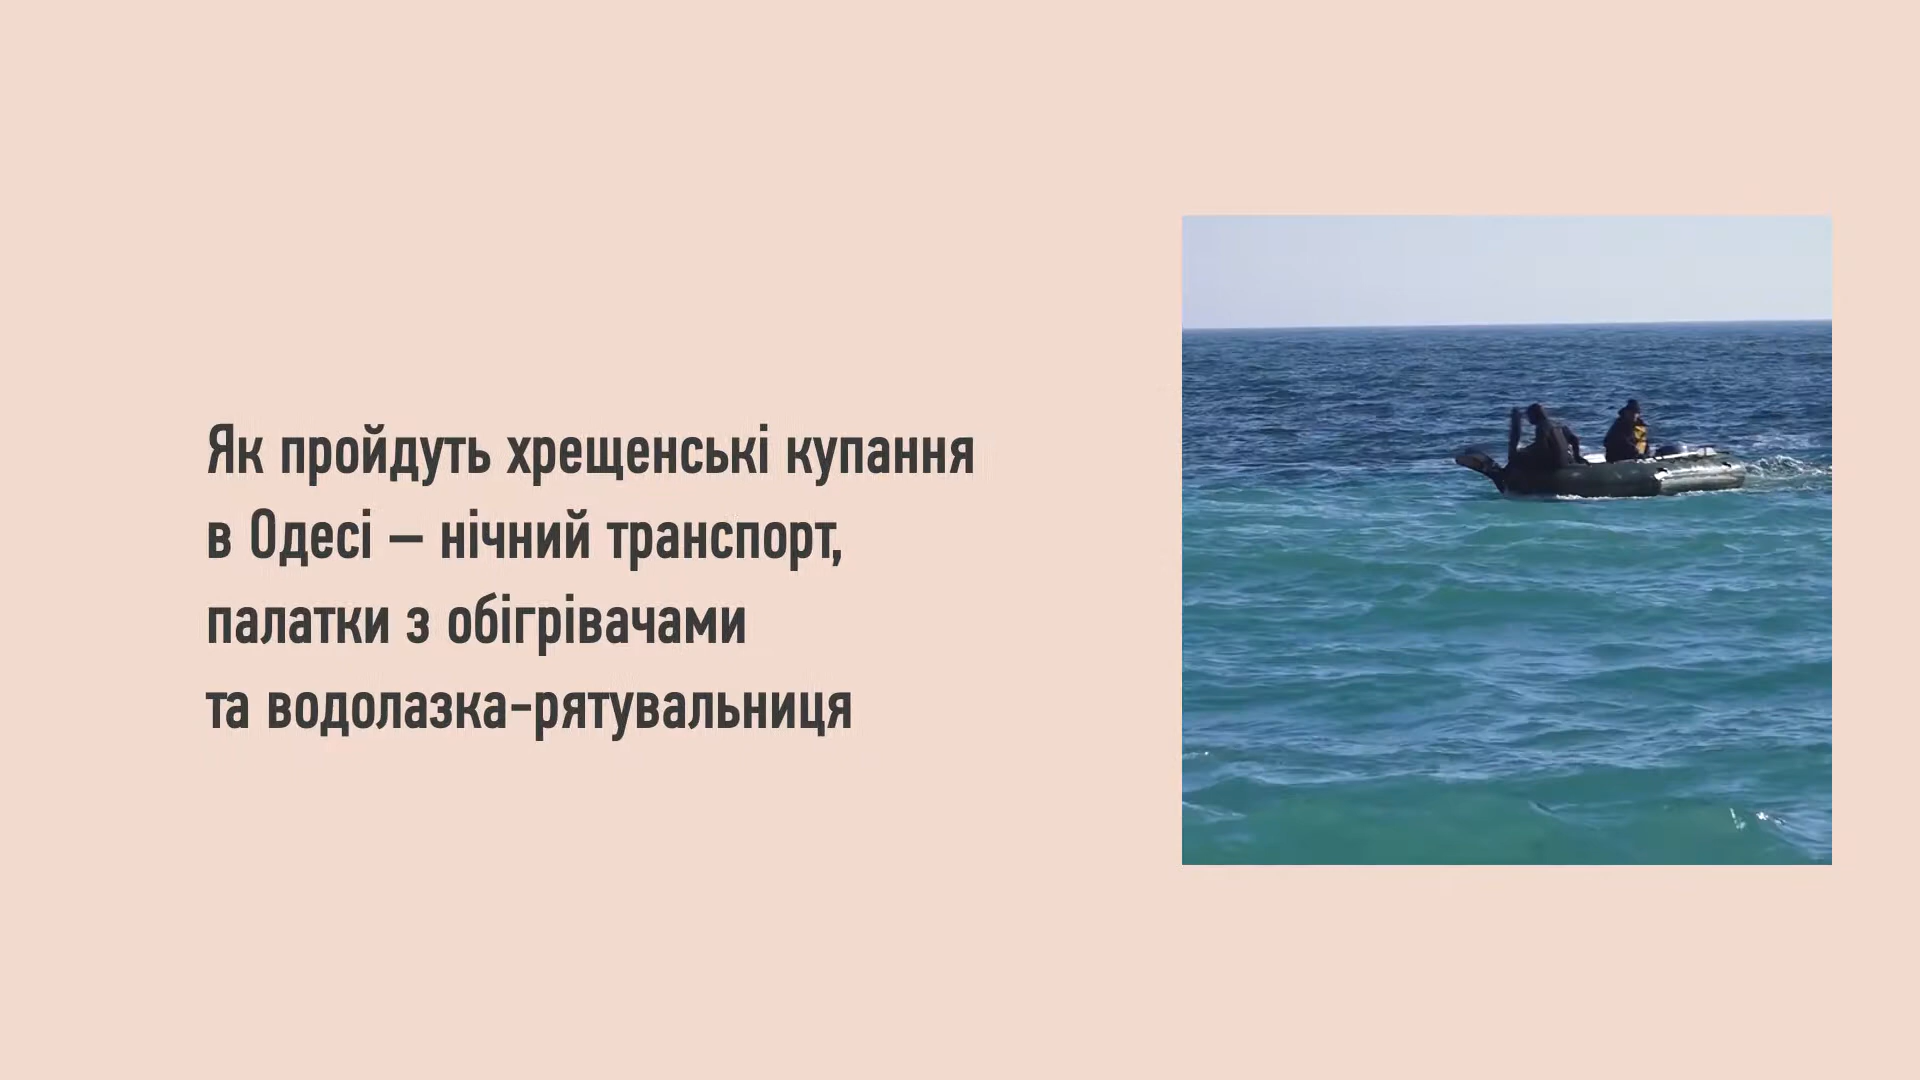 Як пройдуть хрещенські купання
в Одесі – нічний транспорт,
палатки з обігрівачами
та водолазка-рятувальниця